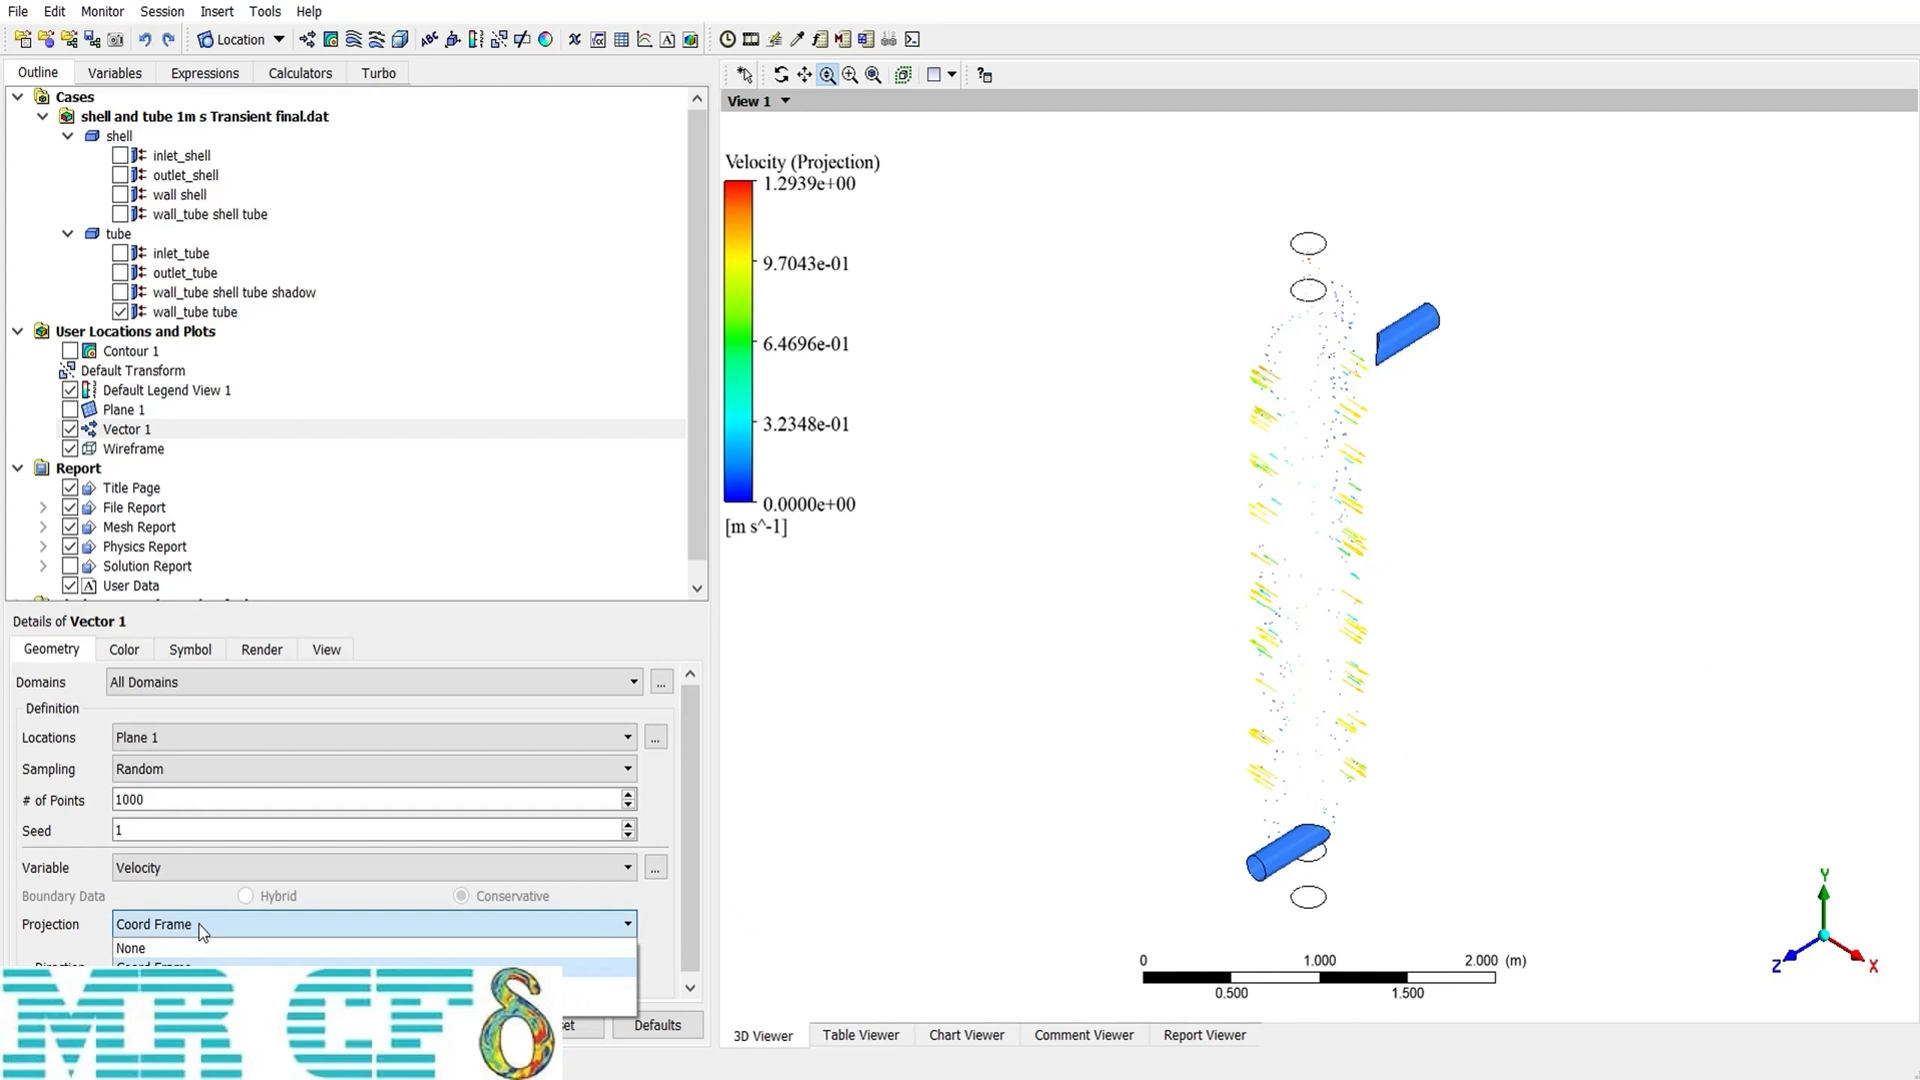 File Edit Monitor Session Insert Tools Help
Location
Outline Variables Expressions Calculators Turbo
Cases
shell and tube 1m s Transient final.dat
shell
inlet_shell
outlet_shell
wall shell
wall_tube shell tube
tube
inlet_tube
outlet_tube
wall_tube shell tube shadow
wall_tube tube
User Locations and Plots
Contour 1
Default Transform
Default Legend View 1
Plane 1
Vector 1
Wireframe
Report
Title Page
File Report
Mesh Report
Physics Report
Solution Report
User Data
Details of Vector 1
Geometry Color Symbol Render View
Domains All Domains ...
Definition
Locations Plane 1 ...
Sampling Random
# of Points 1000
Seed 1
Variable Velocity ...
Boundary Data Hybrid Conservative
Projection Coord Frame
None
Coord Frame
Direction
Defaults
MR CFD
View 1
Velocity (Projection)
1.2939e+00
9.7043e-01
6.4696e-01
3.2348e-01
0.0000e+00
[m s^-1]
0 1.000 2.000 (m)
0.500 1.500
Y
Z X
3D Viewer Table Viewer Chart Viewer Comment Viewer Report Viewer